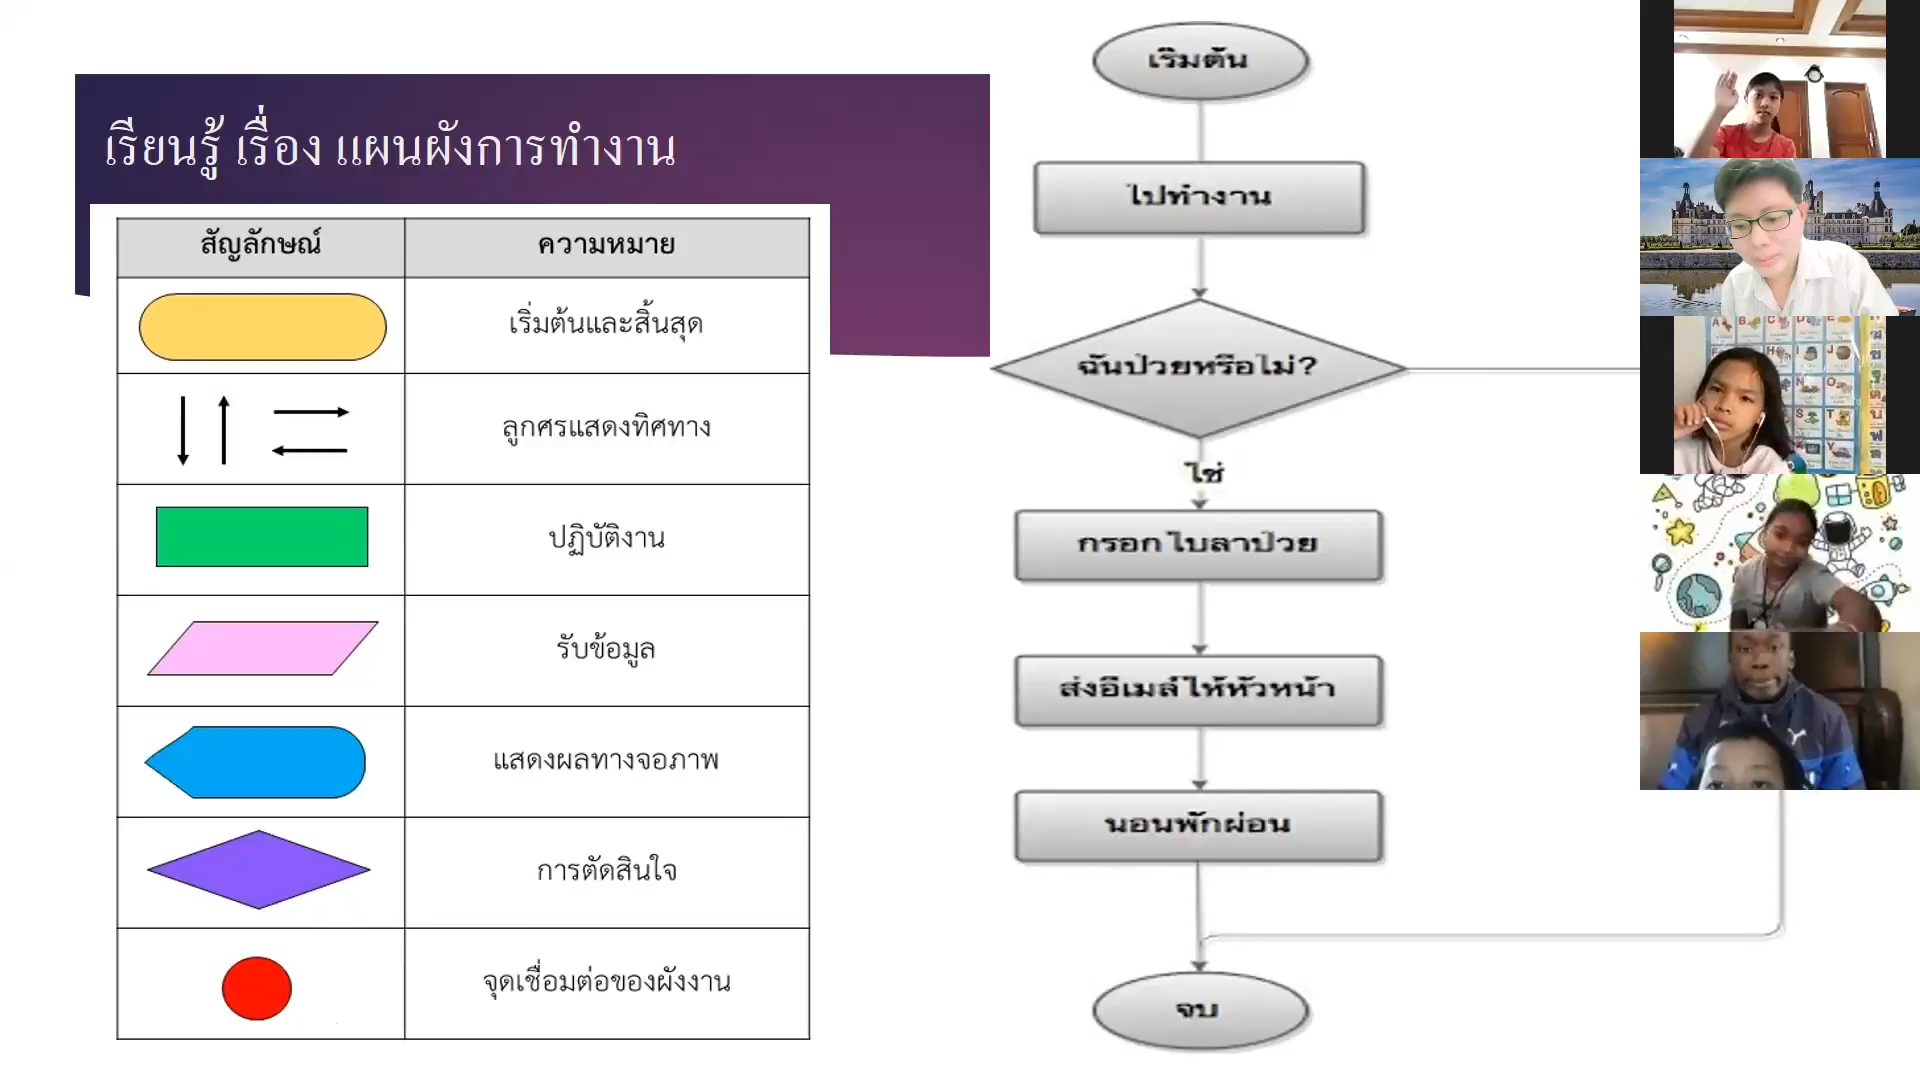 เรียนรู้ เรื่อง แผนผังการทำงาน
สัญลักษณ์
ความหมาย
เริ่มต้นและสิ้นสุด
ลูกศรแสดงทิศทาง
ปฏิบัติงาน
รับข้อมูล
แสดงผลทางจอภาพ
การตัดสินใจ
จุดเชื่อมต่อของผังงาน
เริ่มต้น
ไปทำงาน
ฉันป่วยหรือไม่?
ใช่
กรอกใบลาป่วย
ส่งอีเมล์ให้หัวหน้า
นอนพักผ่อน
จบ